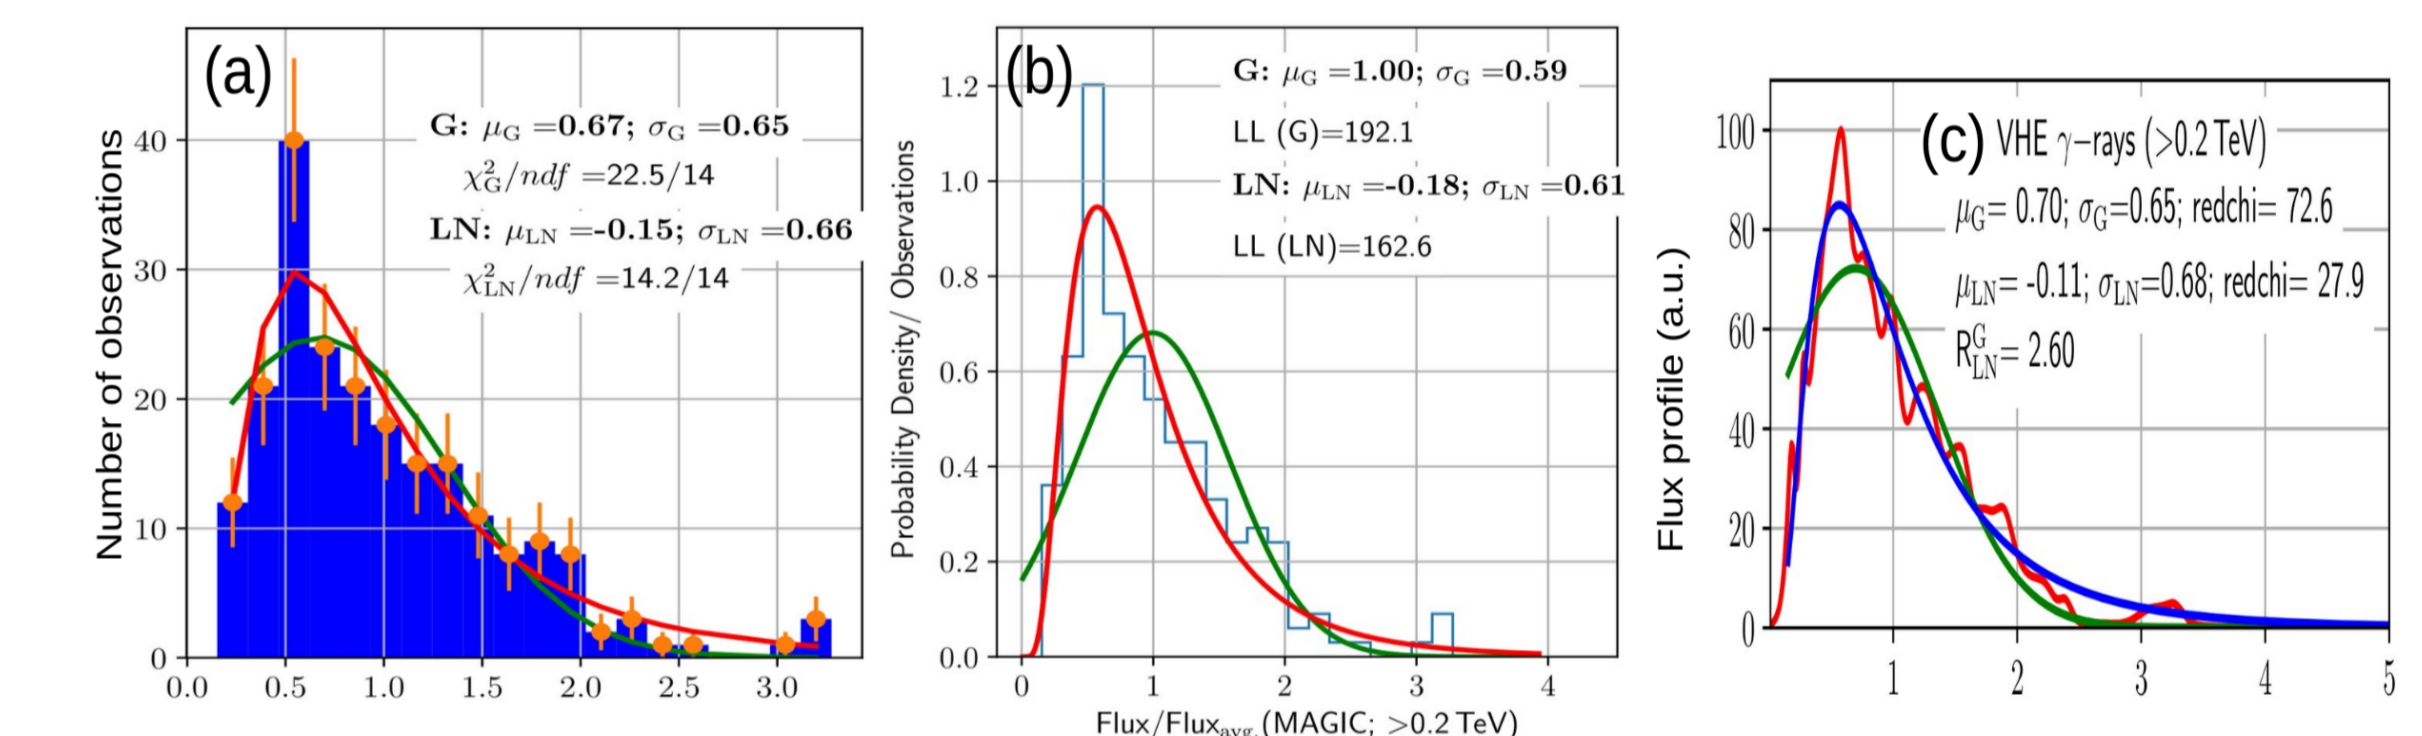 (a)
G: μG =0.67; σG =0.65
χ²G/ndf =22.5/14
LN: μLN =-0.15; σLN =0.66
χ²LN/ndf =14.2/14
Number of observations
40
30
20
10
0
0.0 0.5 1.0 1.5 2.0 2.5 3.0
(b)
G: μG =1.00; σG =0.59
LL (G)=192.1
LN: μLN =-0.18; σLN =0.61
LL (LN)=162.6
Probability Density/ Observations
1.2
1.0
0.8
0.6
0.4
0.2
0.0
0 1 2 3 4
Flux/Fluxavg. (MAGIC; >0.2 TeV)
(c) VHE γ−rays (>0.2 TeV)
μG= 0.70; σG=0.65; redchi= 72.6
μLN= -0.11; σLN=0.68; redchi= 27.9
R^G_LN= 2.60
Flux profile (a.u.)
100
80
60
40
20
0
1 2 3 4 5